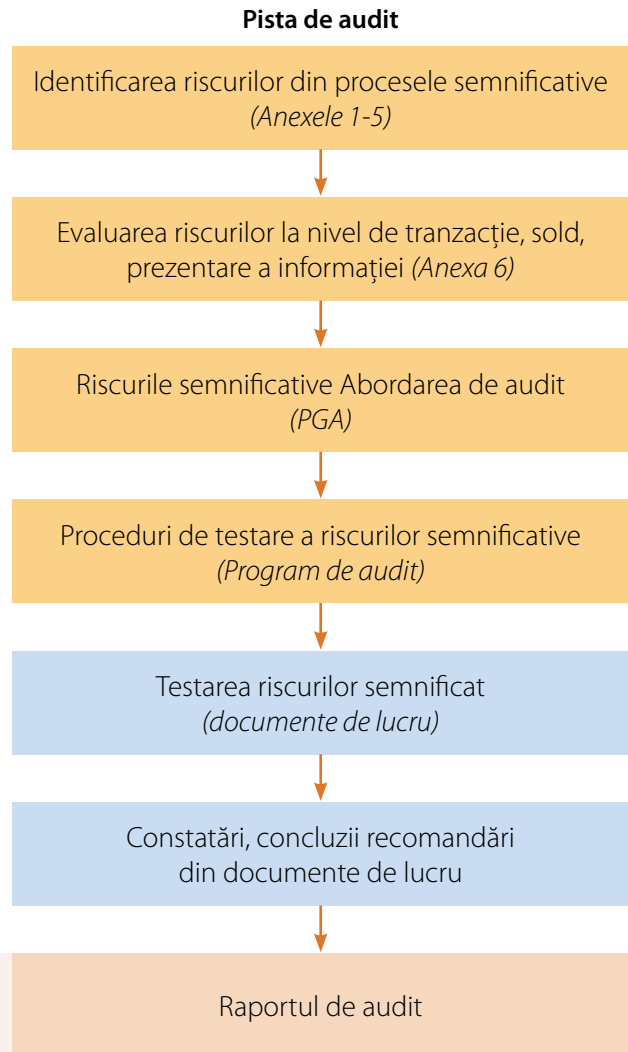 Pista de audit
Identificarea riscurilor din procesele semnificative
(Anexele 1-5)
Evaluarea riscurilor la nivel de tranzacție, sold,
prezentare a informației (Anexa 6)
Riscurile semnificative Abordarea de audit
(PGA)
Proceduri de testare a riscurilor semnificative
(Program de audit)
Testarea riscurilor semnificat
(documente de lucru)
Constatări, concluzii recomandări
din documente de lucru
Raportul de audit